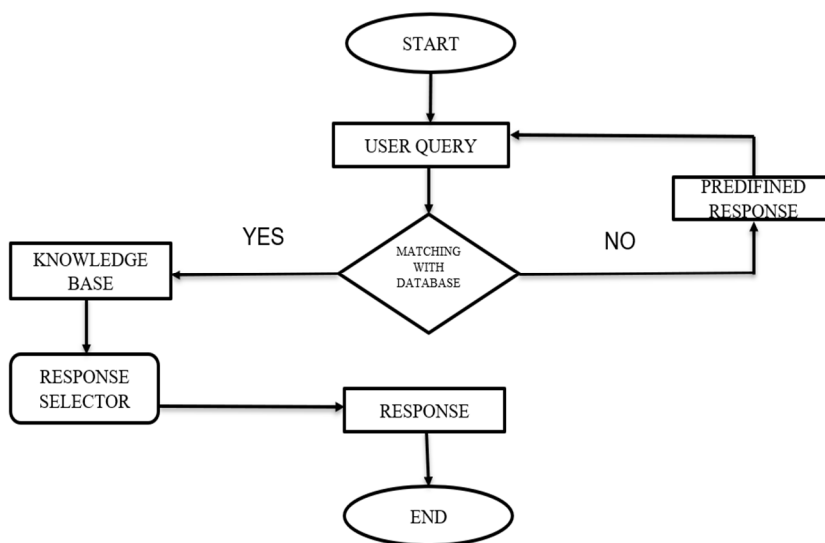 START
USER QUERY
PREDIFINED
RESPONSE
YES
NO
MATCHING
WITH
DATABASE
KNOWLEDGE
BASE
RESPONSE
SELECTOR
RESPONSE
END